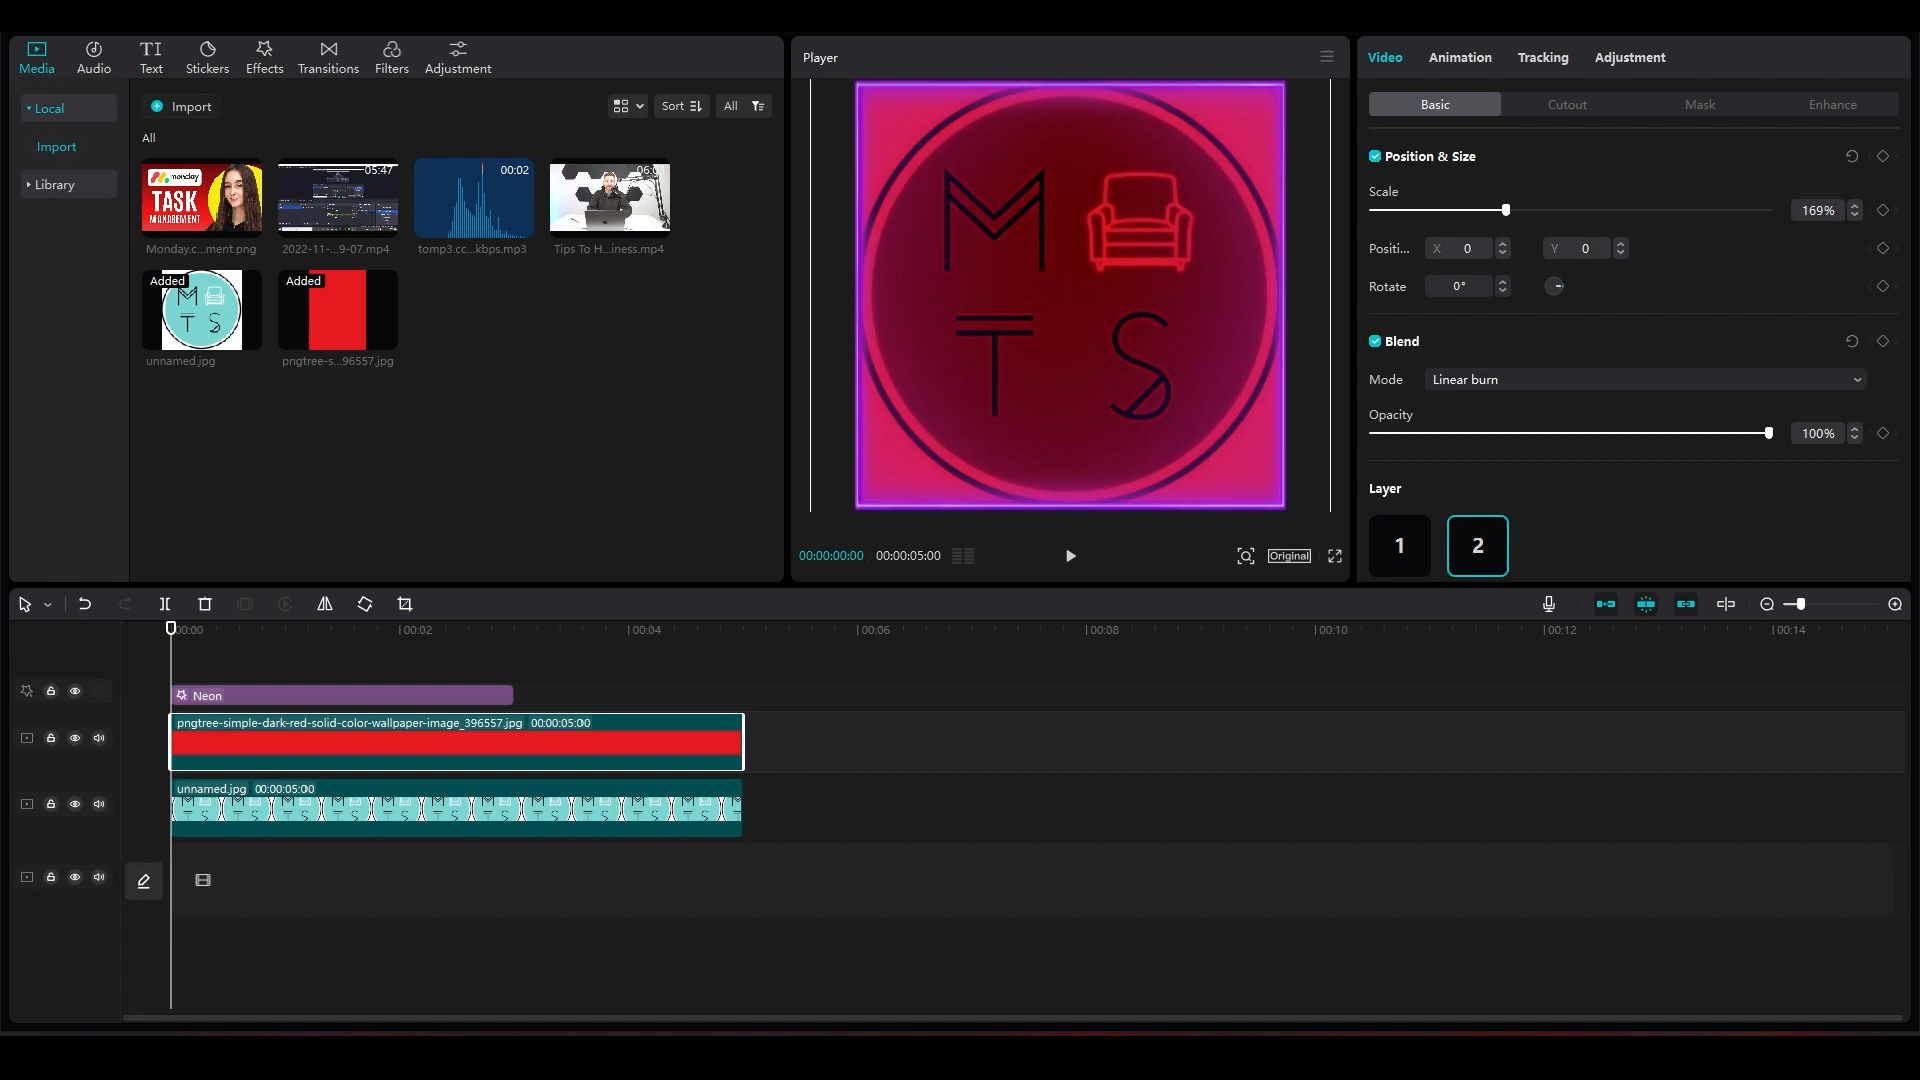 Media
Audio
TI
Text
Stickers
Effects
Transitions
Filters
Adjustment
Local
Import
Library
Import
Sort
All
All
monday
TASK
MANAGEMENT
Monday.c...ment.png
05:47
2022-11-...9-07.mp4
00:02
tomp3.cc...kbps.mp3
Tips To H...iness.mp4
Added
M
T S
unnamed.jpg
Added
pngtree-s...96557.jpg
Player
M
T S
00:00:00:00
00:00:05:00
Original
Video
Animation
Tracking
Adjustment
Basic
Cutout
Mask
Enhance
Position & Size
Scale
169%
Positi...
X 0
Y 0
Rotate
0°
Blend
Mode
Linear burn
Opacity
100%
Layer
1
2
00:00
00:02
00:04
00:06
00:08
00:10
00:12
00:14
Neon
pngtree-simple-dark-red-solid-color-wallpaper-image_396557.jpg 00:00:05:00
unnamed.jpg 00:00:05:00